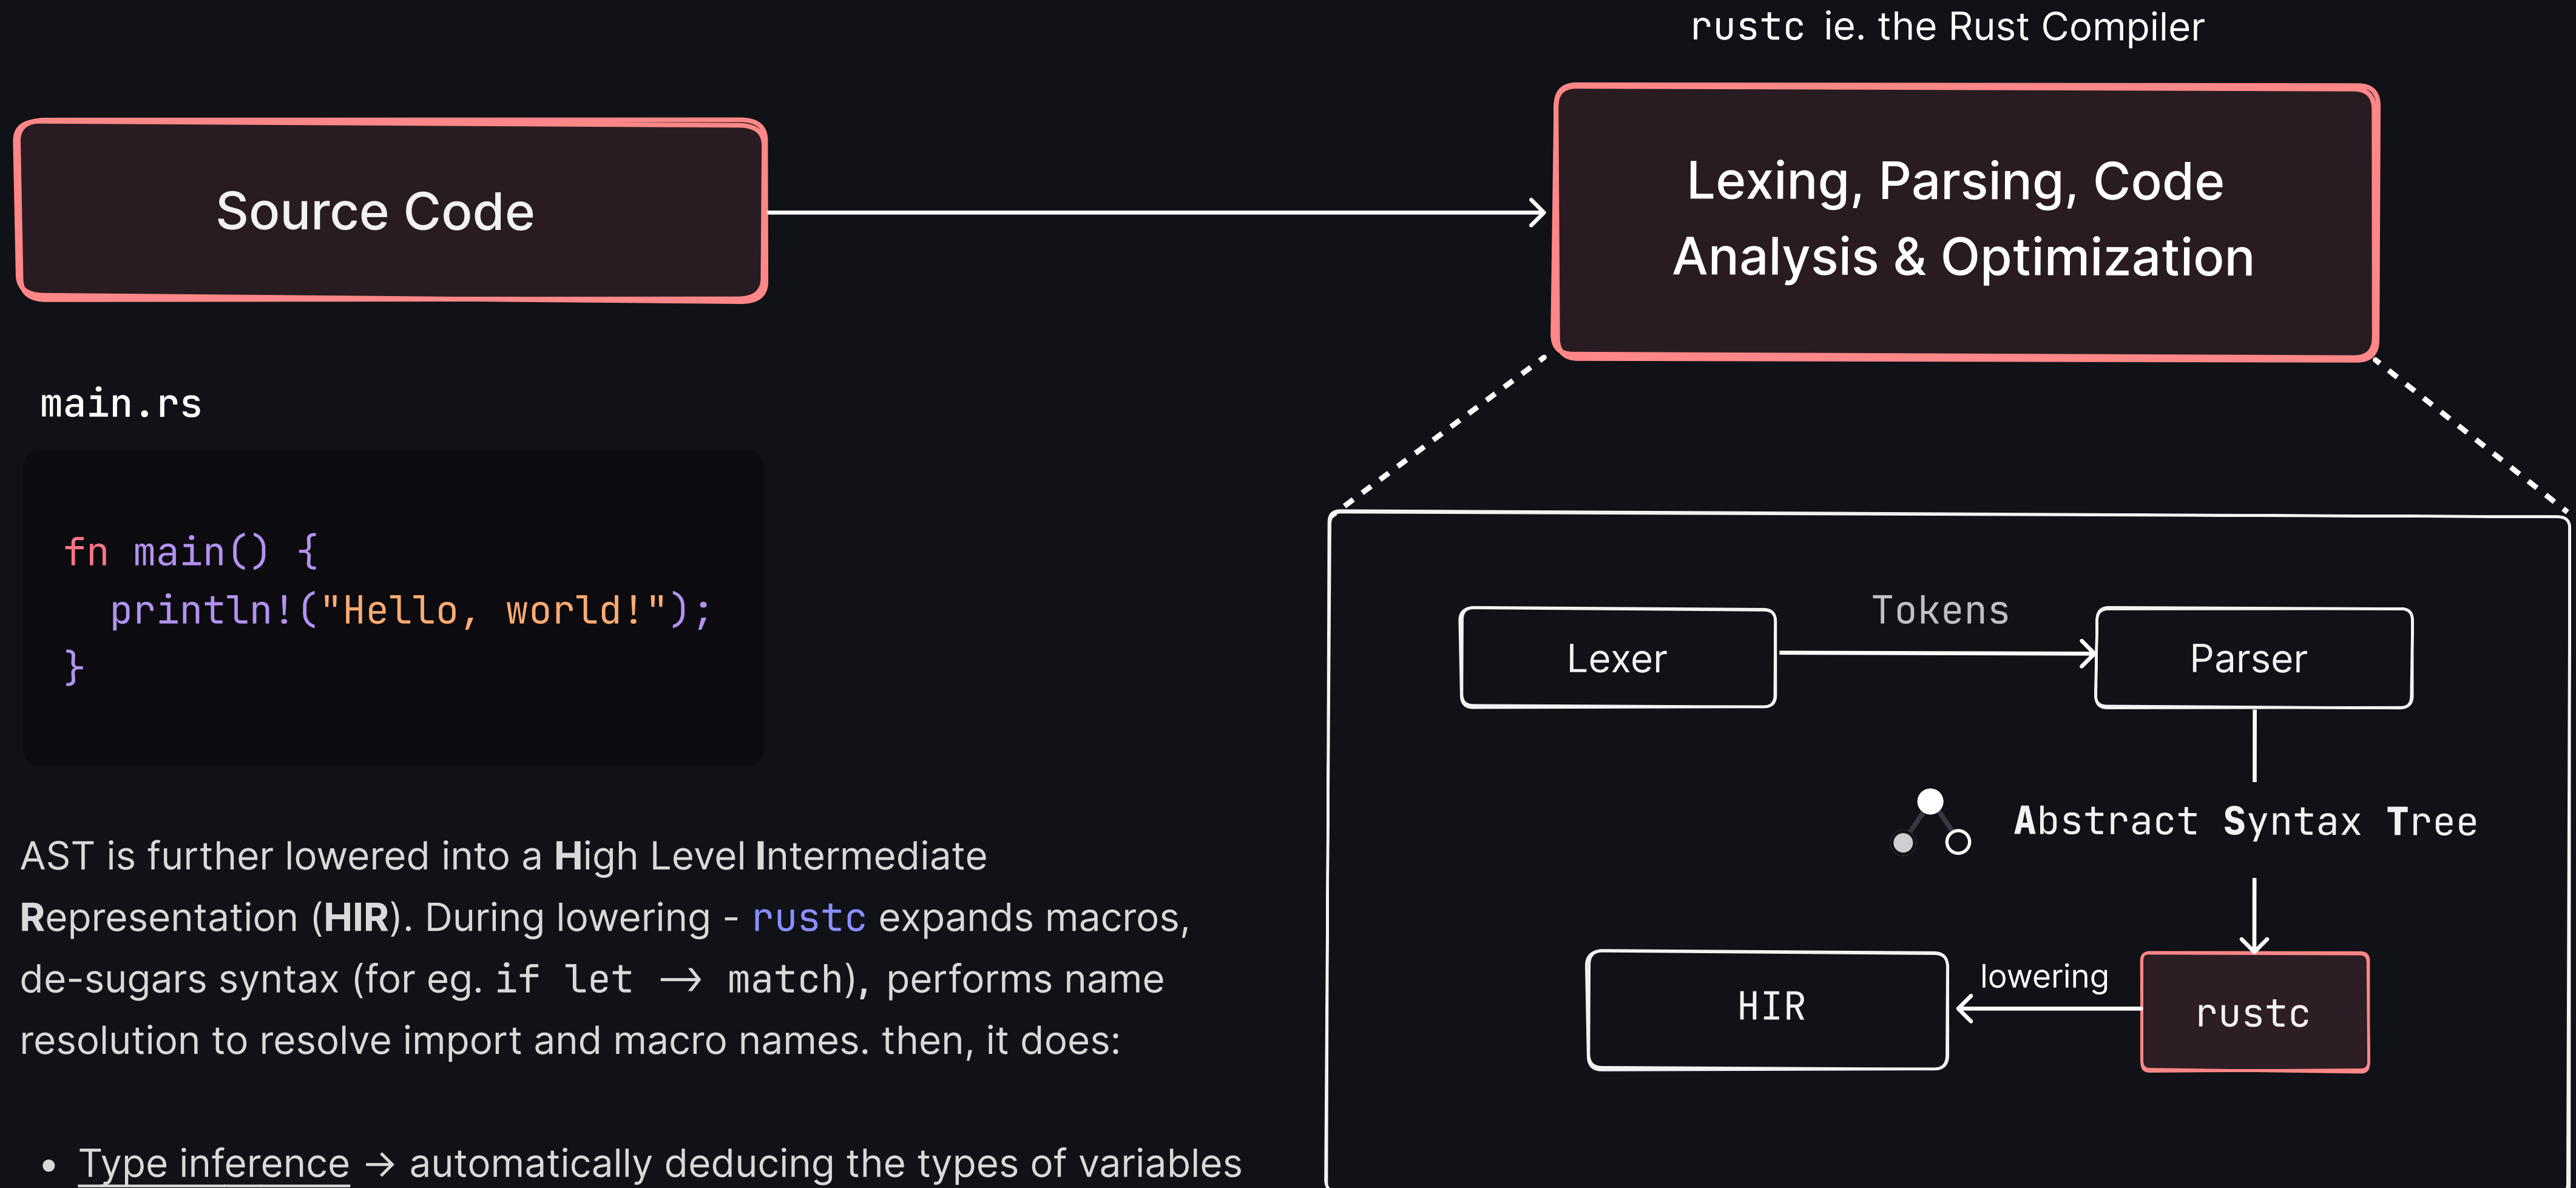 rustc ie. the Rust Compiler
Source Code
Lexing, Parsing, Code
Analysis & Optimization
main.rs
fn main() {
  println!("Hello, world!");
}
Lexer
Tokens
Parser
Abstract Syntax Tree
HIR
lowering
rustc
AST is further lowered into a High Level Intermediate
Representation (HIR). During lowering - rustc expands macros,
de-sugars syntax (for eg. if let → match), performs name
resolution to resolve import and macro names. then, it does:
• Type inference → automatically deducing the types of variables